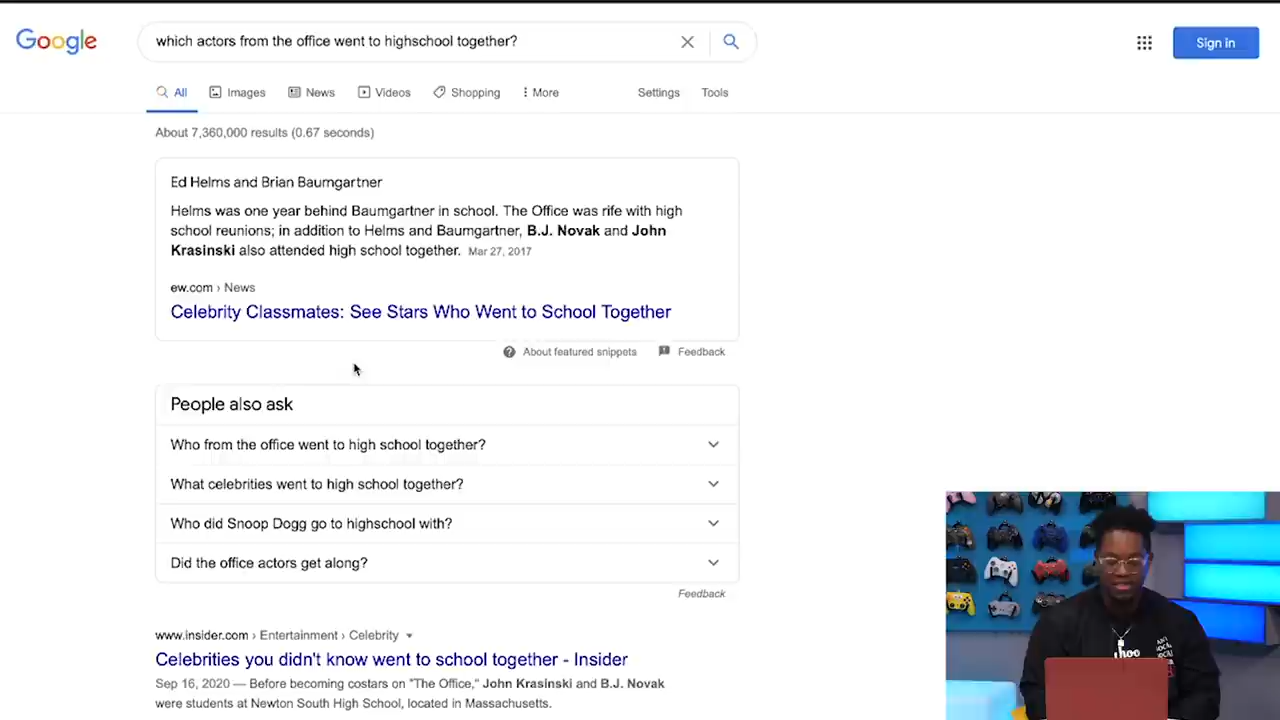 Google
which actors from the office went to highschool together?
Sign in
All
Images
News
Videos
Shopping
More
Settings
Tools
About 7,360,000 results (0.67 seconds)
Ed Helms and Brian Baumgartner
Helms was one year behind Baumgartner in school. The Office was rife with high
school reunions; in addition to Helms and Baumgartner, B.J. Novak and John
Krasinski also attended high school together. Mar 27, 2017
ew.com › News
Celebrity Classmates: See Stars Who Went to School Together
About featured snippets
Feedback
People also ask
Who from the office went to high school together?
What celebrities went to high school together?
Who did Snoop Dogg go to highschool with?
Did the office actors get along?
Feedback
www.insider.com › Entertainment › Celebrity
Celebrities you didn't know went to school together - Insider
Sep 16, 2020 — Before becoming costars on "The Office," John Krasinski and B.J. Novak
were students at Newton South High School, located in Massachusetts.